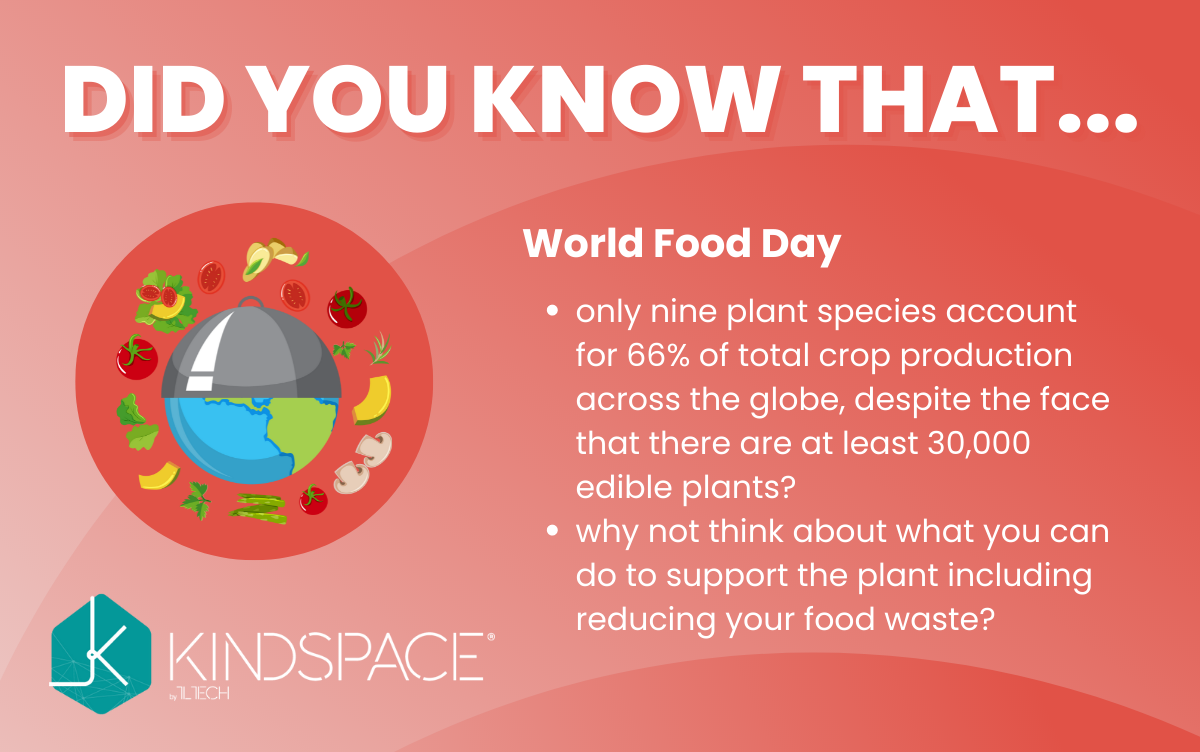 DID YOU KNOW THAT...
World Food Day
• only nine plant species account
for 66% of total crop production
across the globe, despite the face
that there are at least 30,000
edible plants?
• why not think about what you can
do to support the plant including
reducing your food waste?
KINDSPACE®
by 1LTECH